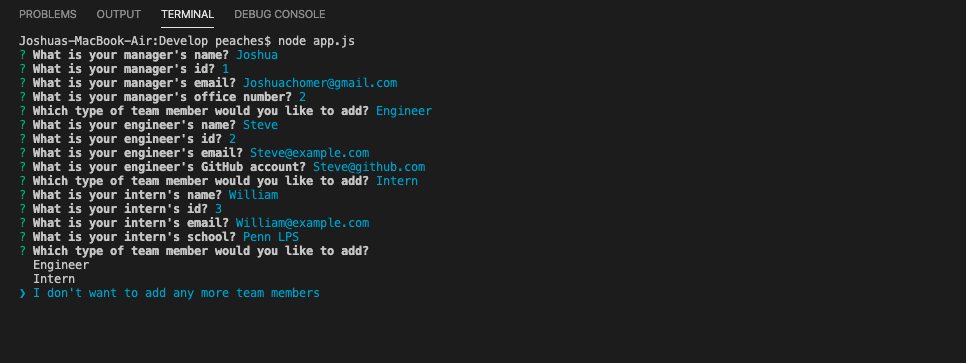 PROBLEMS OUTPUT TERMINAL DEBUG CONSOLE
Joshuas-MacBook-Air:Develop peaches$ node app.js
? What is your manager's name? Joshua
? What is your manager's id? 1
? What is your manager's email? Joshuachomer@gmail.com
? What is your manager's office number? 2
? Which type of team member would you like to add? Engineer
? What is your engineer's name? Steve
? What is your engineer's id? 2
? What is your engineer's email? Steve@example.com
? What is your engineer's GitHub account? Steve@github.com
? Which type of team member would you like to add? Intern
? What is your intern's name? William
? What is your intern's id? 3
? What is your intern's email? William@example.com
? What is your intern's school? Penn LPS
? Which type of team member would you like to add?
Engineer
Intern
❯ I don't want to add any more team members